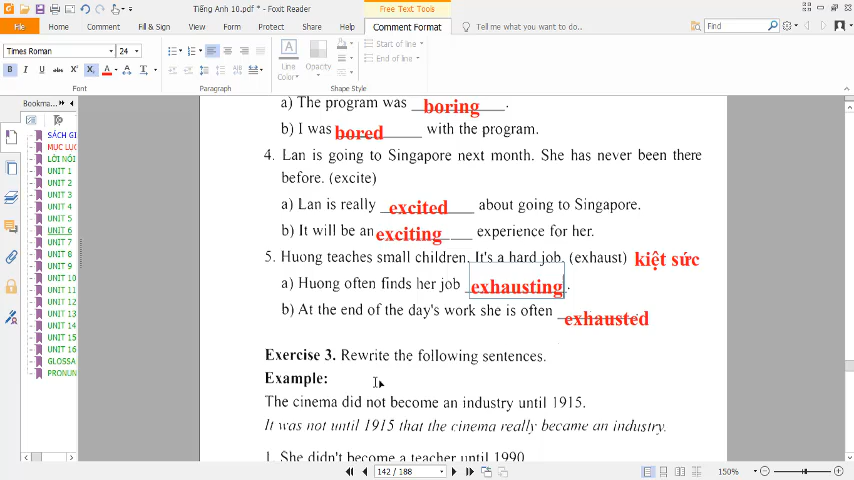 Tiếng Anh 10.pdf * - Foxit Reader
Free Text Tools
File Home Comment Fill & Sign View Form Protect Share Help Comment Format Tell me what you want to do... Find
Times Roman 24 Line Color Opacity Start of line
End of line
Font Paragraph Shape Style
Bookma...
SÁCH GI
MỤC LỤC
LỜI NÓI
UNIT 1
UNIT 2
UNIT 3
UNIT 4
UNIT 5
UNIT 6
UNIT 7
UNIT 8
UNIT 9
UNIT 10
UNIT 11
UNIT 12
UNIT 13
UNIT 14
UNIT 15
UNIT 16
GLOSSA
PRONUN
a) The program was boring.
b) I was bored with the program.
4. Lan is going to Singapore next month. She has never been there
before. (excite)
a) Lan is really excited about going to Singapore.
b) It will be an exciting experience for her.
5. Huong teaches small children. It's a hard job. (exhaust) kiệt sức
a) Huong often finds her job exhausting.
b) At the end of the day's work she is often exhausted
Exercise 3. Rewrite the following sentences.
Example:
The cinema did not become an industry until 1915.
It was not until 1915 that the cinema really became an industry.
1. She didn't become a teacher until 1990.
142 / 188 150%